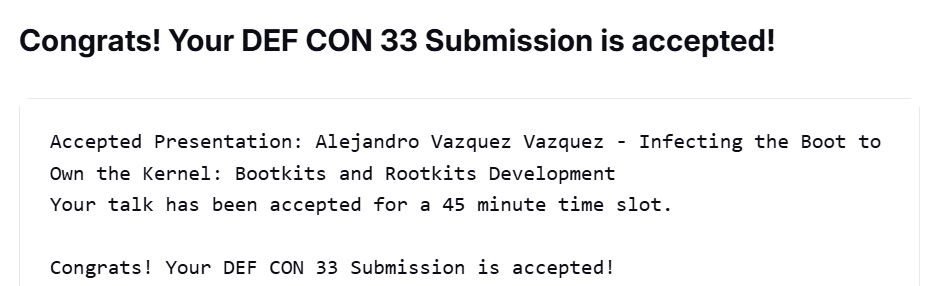 Congrats! Your DEF CON 33 Submission is accepted!
Accepted Presentation: Alejandro Vazquez Vazquez - Infecting the Boot to
Own the Kernel: Bootkits and Rootkits Development
Your talk has been accepted for a 45 minute time slot.
Congrats! Your DEF CON 33 Submission is accepted!